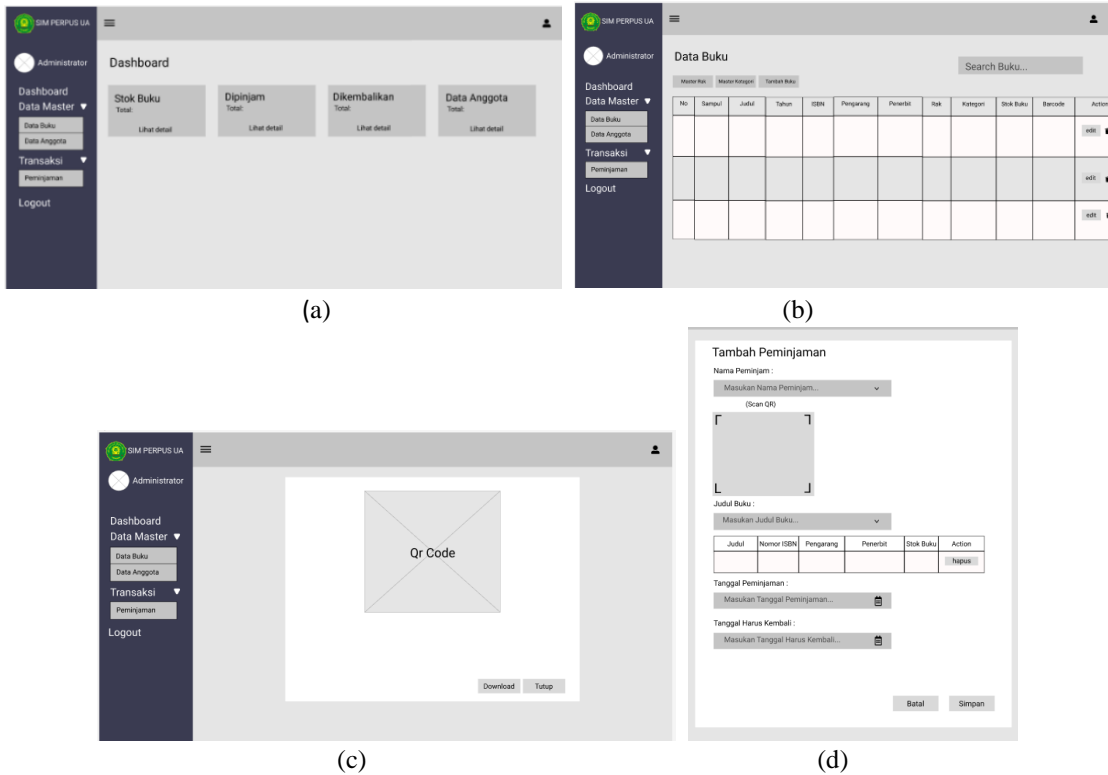 SIM PERPUS UA
Administrator
Dashboard
Data Master
Data Buku
Data Anggota
Transaksi
Peminjaman
Logout
Dashboard
Stok Buku
Total:
Lihat detail
Dipinjam
Total:
Lihat detail
Dikembalikan
Total:
Lihat detail
Data Anggota
Total:
Lihat detail
(a)
SIM PERPUS UA
Administrator
Dashboard
Data Master
Data Buku
Data Anggota
Transaksi
Peminjaman
Logout
Data Buku
Search Buku...
Master Rak Master Kategori Tambah Buku
No Sampul Judul Tahun ISBN Pengarang Penerbit Rak Kategori Stok Buku Barcode Action
edit
edit
edit
(b)
SIM PERPUS UA
Administrator
Dashboard
Data Master
Data Buku
Data Anggota
Transaksi
Peminjaman
Logout
Qr Code
Download Tutup
(c)
Tambah Peminjaman
Nama Peminjam :
Masukan Nama Peminjam...
(Scan QR)
Judul Buku :
Masukan Judul Buku...
Judul Nomor ISBN Pengarang Penerbit Stok Buku Action
hapus
Tanggal Peminjaman :
Masukan Tanggal Peminjaman...
Tanggal Harus Kembali :
Masukan Tanggal Harus Kembali...
Batal Simpan
(d)